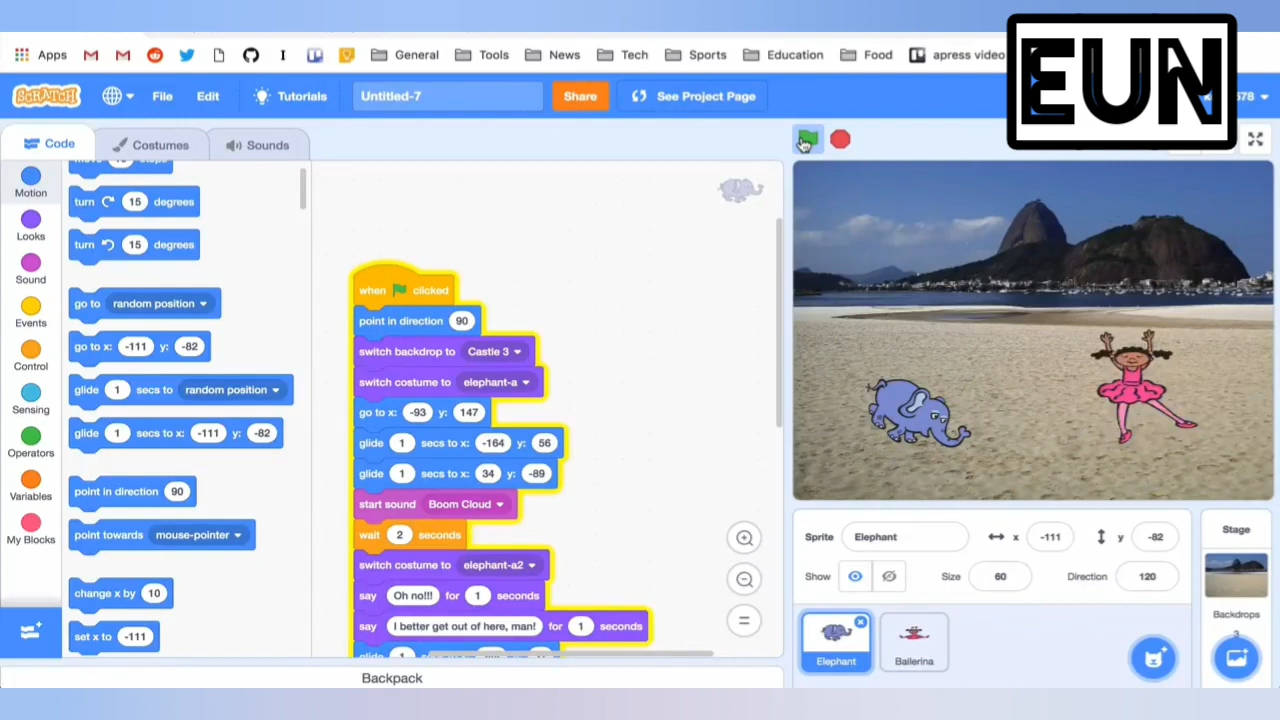 EUN
Apps
General
Tools
News
Tech
Sports
Education
Food
apress video
SCRATCH
File
Edit
Tutorials
Untitled-7
Share
See Project Page
578
Code
Costumes
Sounds
Motion
Looks
Sound
Events
Control
Sensing
Operators
Variables
My Blocks
turn 15 degrees
turn 15 degrees
go to random position
go to x: -111 y: -82
glide 1 secs to random position
glide 1 secs to x: -111 y: -82
point in direction 90
point towards mouse-pointer
change x by 10
set x to -111
when clicked
point in direction 90
switch backdrop to Castle 3
switch costume to elephant-a
go to x: -93 y: 147
glide 1 secs to x: -164 y: 56
glide 1 secs to x: 34 y: -89
start sound Boom Cloud
wait 2 seconds
switch costume to elephant-a2
say Oh no!!! for 1 seconds
say I better get out of here, man! for 1 seconds
Backpack
Sprite Elephant x -111 y -82
Show Size 60 Direction 120
Elephant
Ballerina
Stage
Backdrops
3